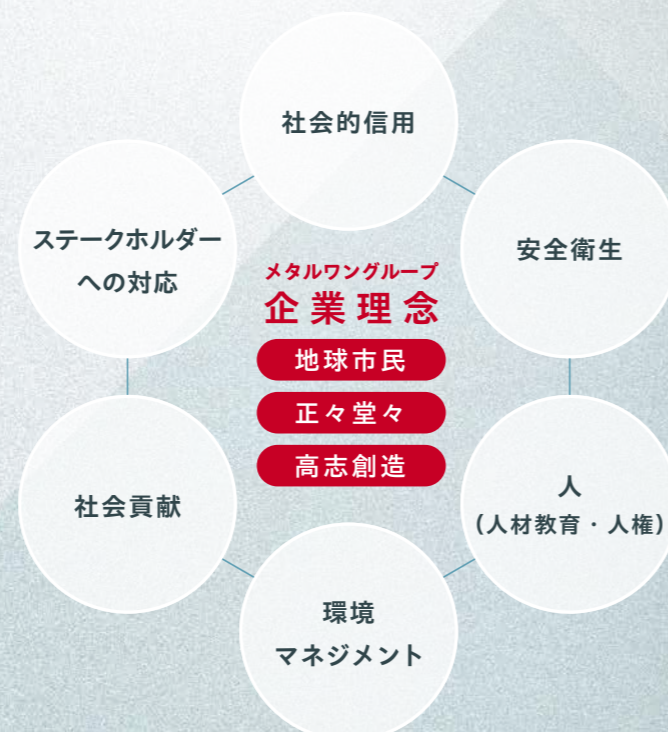 社会的信用
ステークホルダー
への対応
安全衛生
メタルワングループ
企業理念
地球市民
正々堂々
高志創造
社会貢献
人
(人材教育・人権)
環境
マネジメント